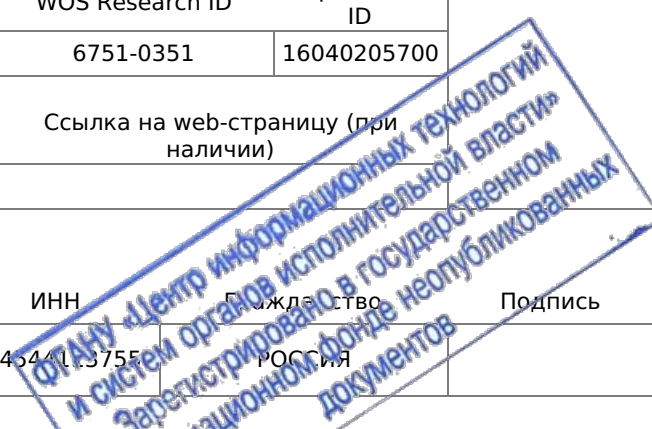 WOS Research ID
ID
6751-0351 16040205700
Ссылка на web-страницу (при
наличии)
ИНН Гражданство Подпись
РОССИЯ
ФГАНУ «Центр информационных технологий
и систем органов исполнительной власти»
Зарегистрировано в государственном
неопубликованных
фонде
документов